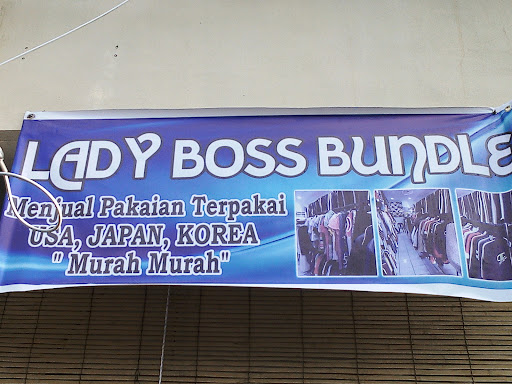 LADY BOSS BUNDLE
Menjual Pakaian Terpakai
USA, JAPAN, KOREA
" Murah Murah"